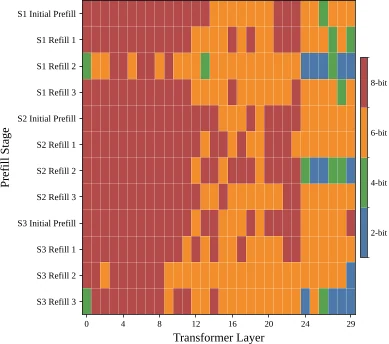 Prefill Stage
S1 Initial Prefill
S1 Refill 1
S1 Refill 2
S1 Refill 3
S2 Initial Prefill
S2 Refill 1
S2 Refill 2
S2 Refill 3
S3 Initial Prefill
S3 Refill 1
S3 Refill 2
S3 Refill 3
0 4 8 12 16 20 24 29
Transformer Layer
8-bit
6-bit
4-bit
2-bit